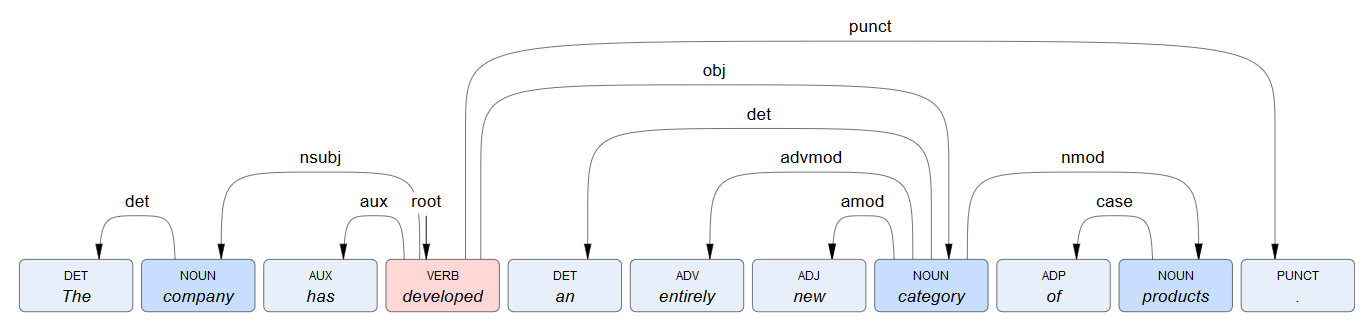 punct
obj
det
nsubj advmod nmod
det aux root amod case
DET NOUN AUX VERB DET ADV ADJ NOUN ADP NOUN PUNCT
The company has developed an entirely new category of products .